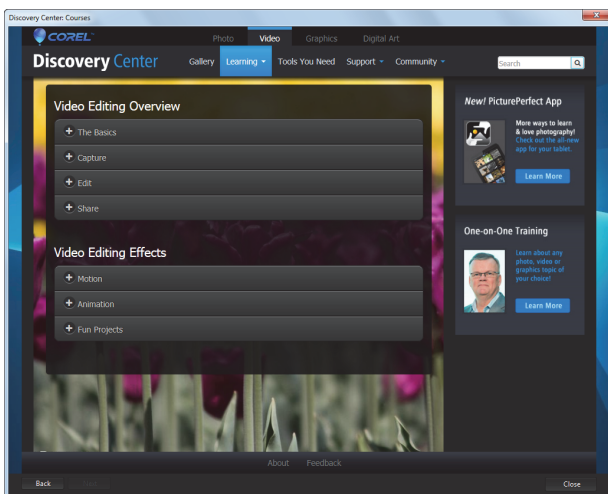 Discovery Center: Courses
COREL™
Photo Video Graphics Digital Art
Discovery Center
Gallery Learning Tools You Need Support Community
Search
Video Editing Overview
The Basics
Capture
Edit
Share
Video Editing Effects
Motion
Animation
Fun Projects
New! PicturePerfect App
More ways to learn
& love photography!
Check out the all-new
app for your tablet.
Learn More
One-on-One Training
Learn about any
photo, video or
graphics topic of
your choice!
Learn More
About Feedback
Back
Close